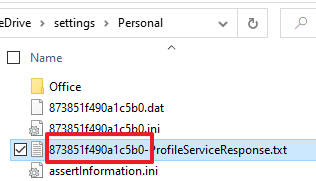 eDrive > settings > Personal
Name
Office
873851f490a1c5b0.dat
873851f490a1c5b0.ini
873851f490a1c5b0-ProfileServiceResponse.txt
assertInformation.ini